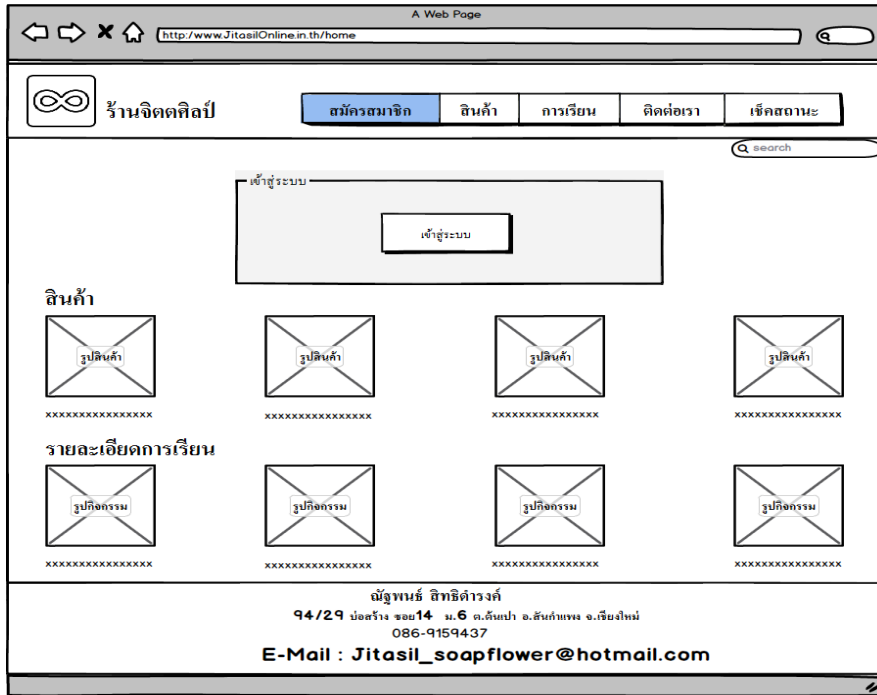 A Web Page
http:/www.JitasilOnline.in.th/home
ร้านจิตตศิลป์ สมัครสมาชิก สินค้า การเรียน ติดต่อเรา เช็คสถานะ
search
เข้าสู่ระบบ
เข้าสู่ระบบ
สินค้า
รูปสินค้า รูปสินค้า รูปสินค้า รูปสินค้า
xxxxxxxxxxxxxxxx xxxxxxxxxxxxxxxx xxxxxxxxxxxxxxxx xxxxxxxxxxxxxxxx
รายละเอียดการเรียน
รูปกิจกรรม รูปกิจกรรม รูปกิจกรรม รูปกิจกรรม
xxxxxxxxxxxxxxxx xxxxxxxxxxxxxxxx xxxxxxxxxxxxxxxx xxxxxxxxxxxxxxxx
ณัฐพนธ์ สิทธิดำรงค์
94/29 บ่อสร้าง ซอย14 ม.6 ต.ต้นเปา อ.สันกำแพง จ.เชียงใหม่
086-9159437
E-Mail : Jitasil_soapflower@hotmail.com